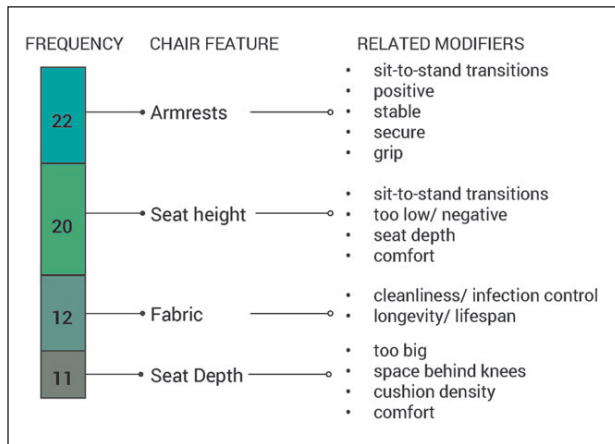 FREQUENCY CHAIR FEATURE RELATED MODIFIERS
22 Armrests
• sit-to-stand transitions
• positive
• stable
• secure
• grip
20 Seat height
• sit-to-stand transitions
• too low/ negative
• seat depth
• comfort
12 Fabric
• cleanliness/ infection control
• longevity/ lifespan
11 Seat Depth
• too big
• space behind knees
• cushion density
• comfort